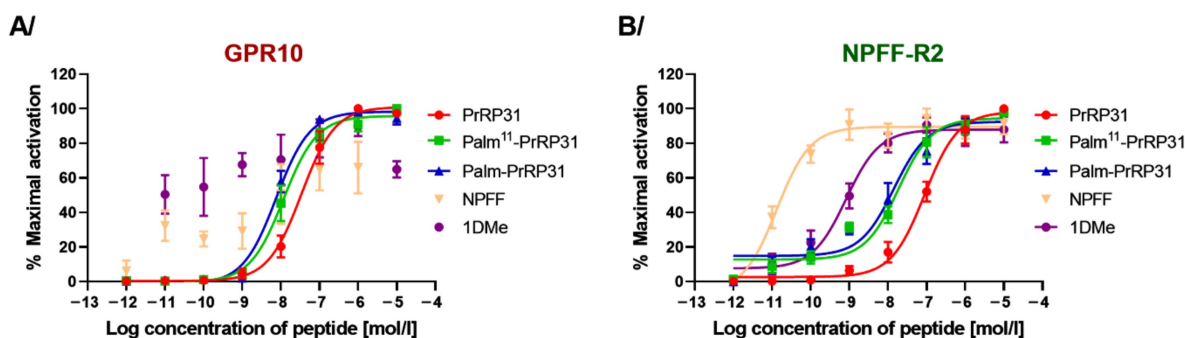 A/
GPR10
% Maximal activation
120
100
80
60
40
20
0
−13 −12 −11 −10 −9 −8 −7 −6 −5 −4
Log concentration of peptide [mol/l]
PrRP31
Palm¹¹-PrRP31
Palm-PrRP31
NPFF
1DMe
B/
NPFF-R2
% Maximal activation
120
100
80
60
40
20
0
−13 −12 −11 −10 −9 −8 −7 −6 −5 −4
Log concentration of peptide [mol/l]
PrRP31
Palm¹¹-PrRP31
Palm-PrRP31
NPFF
1DMe